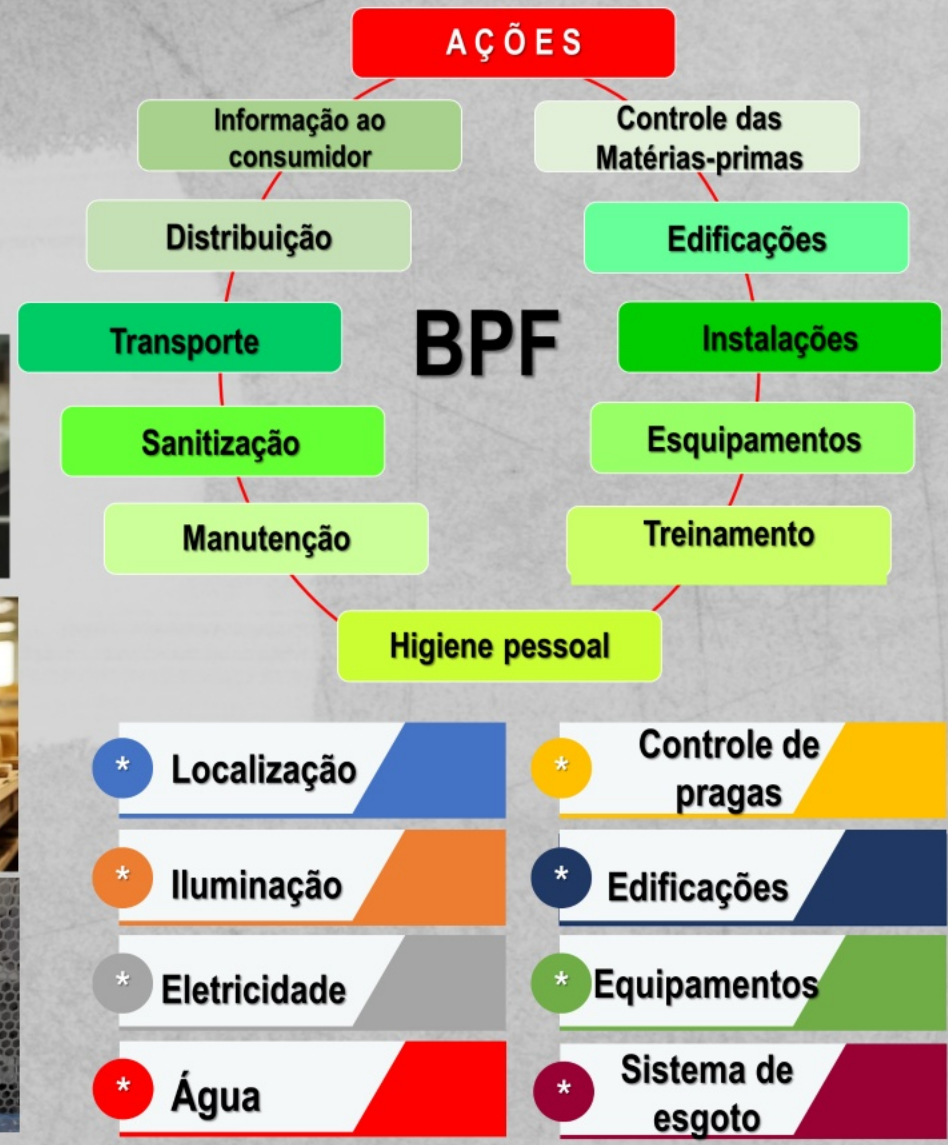 AÇÕES
Informação ao
consumidor
Controle das
Matérias-primas
Distribuição
Edificações
Transporte
BPF
Instalações
Sanitização
Esquipamentos
Manutenção
Treinamento
Higiene pessoal
* Localização
* Controle de
pragas
* Iluminação
* Edificações
* Eletricidade
* Equipamentos
* Água
* Sistema de
esgoto